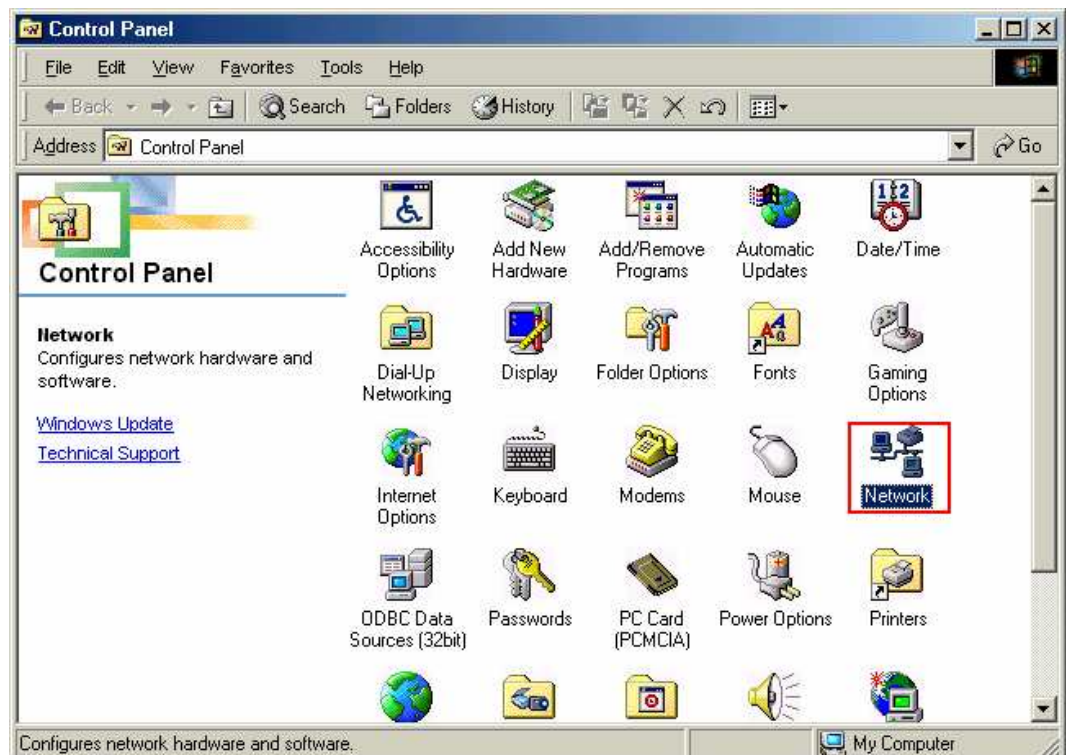 Control Panel
File Edit View Favorites Tools Help
Back Search Folders History
Address Control Panel Go
Control Panel
Network
Configures network hardware and
software.
Windows Update
Technical Support
Accessibility
Options
Add New
Hardware
Add/Remove
Programs
Automatic
Updates
Date/Time
Dial-Up
Networking
Display
Folder Options
Fonts
Gaming
Options
Internet
Options
Keyboard
Modems
Mouse
Network
ODBC Data
Sources (32bit)
Passwords
PC Card
(PCMCIA)
Power Options
Printers
Configures network hardware and software.
My Computer